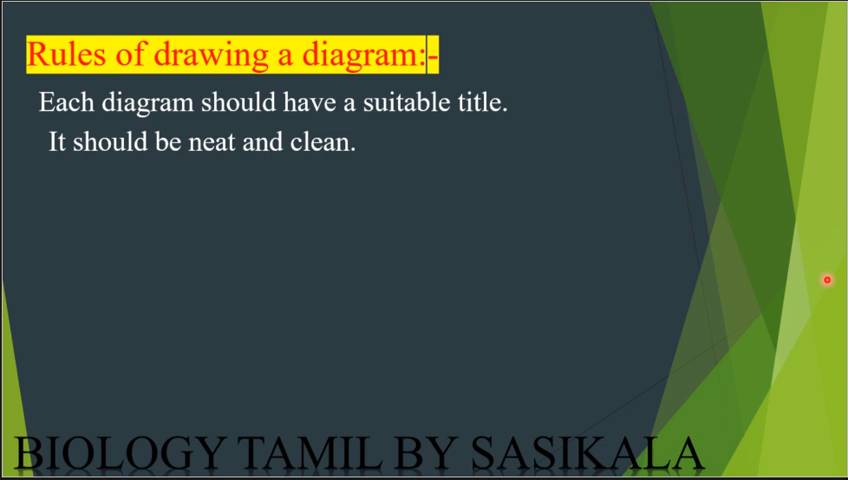 Rules of drawing a diagram:-
Each diagram should have a suitable title.
It should be neat and clean.
BIOLOGY TAMIL BY SASIKALA